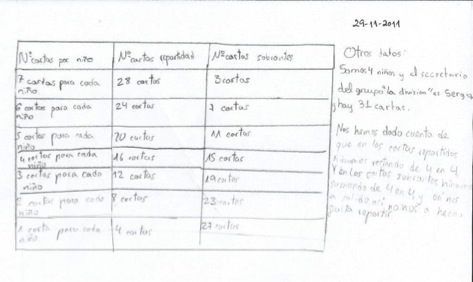 29-11-2011
Nº cartas por niño
Nº cartas repartidas
Nº cartas sobrantes
7 cartas para cada niño
28 cartas
3 cartas
6 cartas para cada niño
24 cartas
7 cartas
5 cartas para cada niño
20 cartas
11 cartas
4 cartas para cada niño
16 cartas
15 cartas
3 cartas para cada niño
12 cartas
19 cartas
2 cartas para cada niño
8 cartas
23 cartas
1 carta para cada niño
4 cartas
27 cartas
Otros datos:
Somos 4 niños y el secretario
del grupo "la division" es Sergio
hay 31 cartas.
Nos hemos dado cuenta de
que en las cartas repartidas
restando de 4 en 4
Y en las cartas sobrantes
sumando de 4 en 4, y así nos
repartir